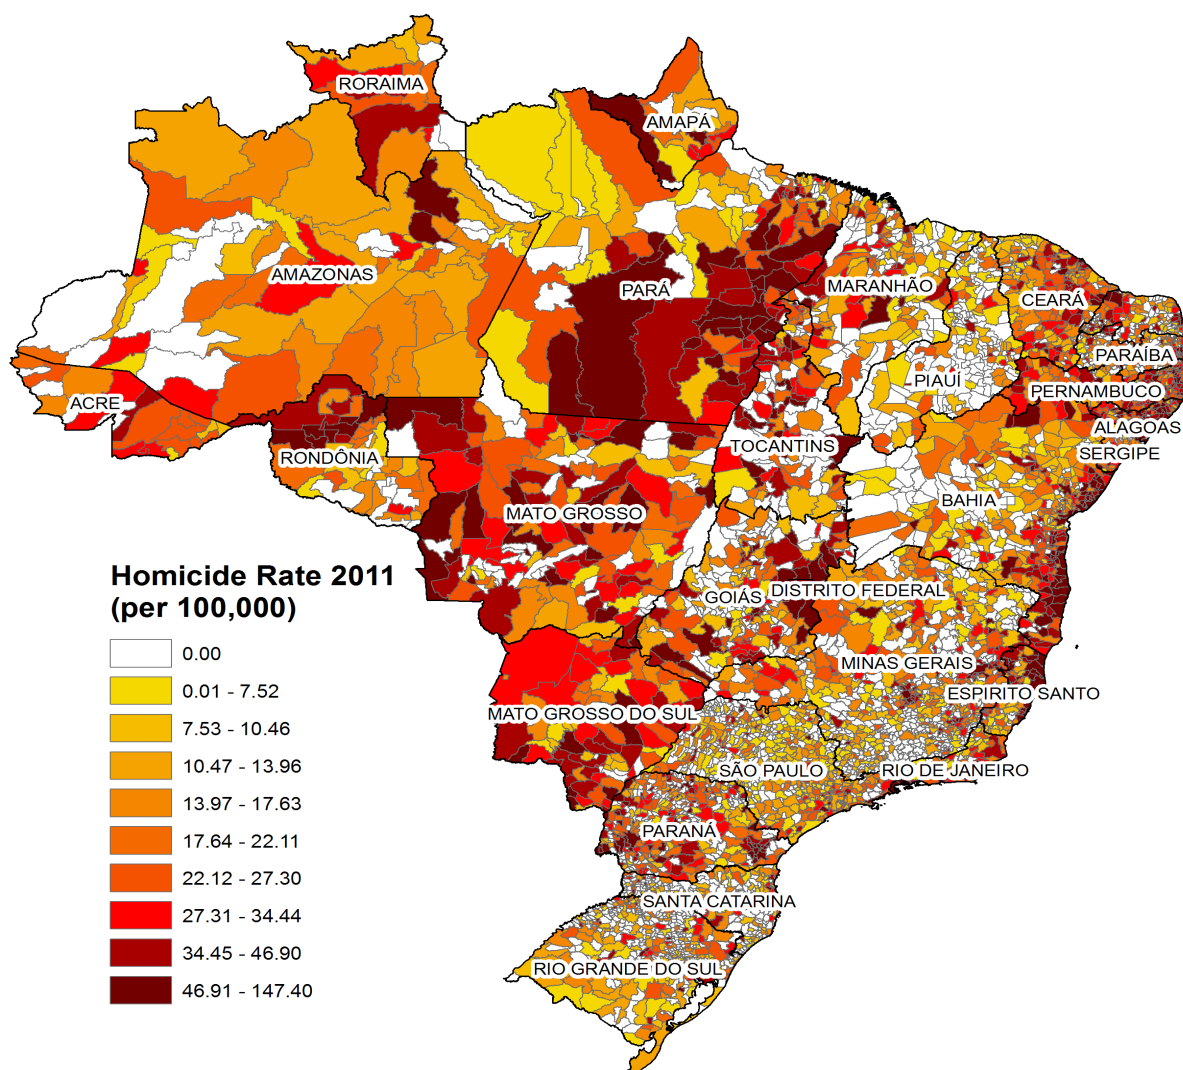 RORAIMA
AMAPÁ
AMAZONAS
PARÁ
MARANHÃO
CEARÁ
PARAÍBA
PIAUÍ
PERNAMBUCO
ACRE
ALAGOAS
TOCANTINS
SERGIPE
RONDÔNIA
BAHIA
MATO GROSSO
Homicide Rate 2011
(per 100,000)
GOIÁS
DISTRITO FEDERAL
0.00
MINAS GERAIS
0.01 - 7.52
ESPIRITO SANTO
MATO GROSSO DO SUL
7.53 - 10.46
10.47 - 13.96
SÃO PAULO
RIO DE JANEIRO
13.97 - 17.63
PARANÁ
17.64 - 22.11
22.12 - 27.30
SANTA CATARINA
27.31 - 34.44
34.45 - 46.90
RIO GRANDE DO SUL
46.91 - 147.40